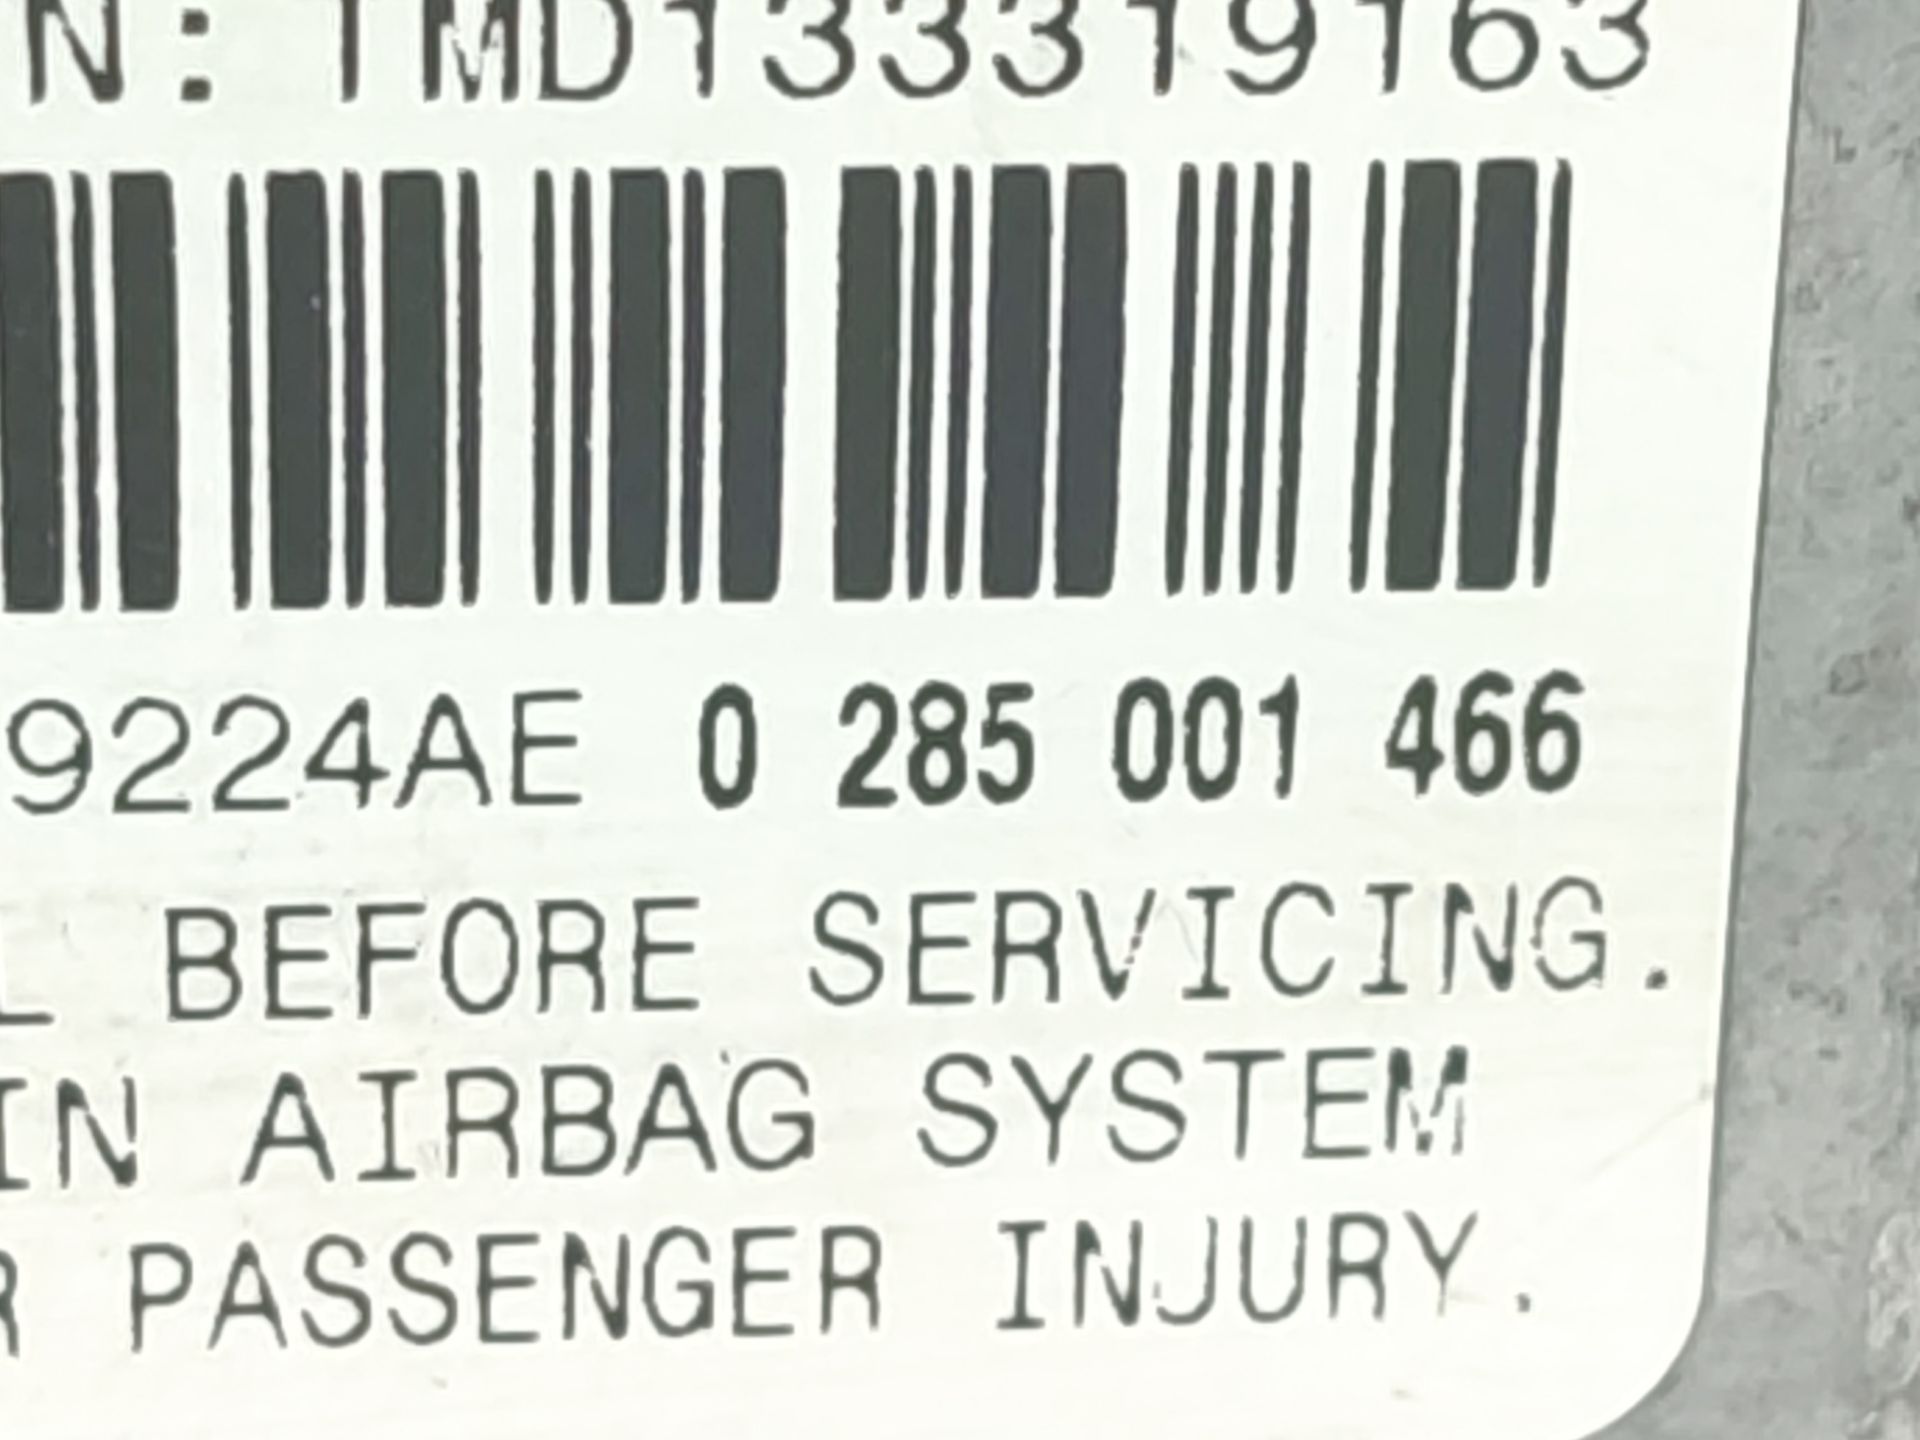 N: TMD133319163
9224AE 0 285 001 466
L BEFORE SERVICING.
IN AIRBAG SYSTEM
R PASSENGER INJURY.